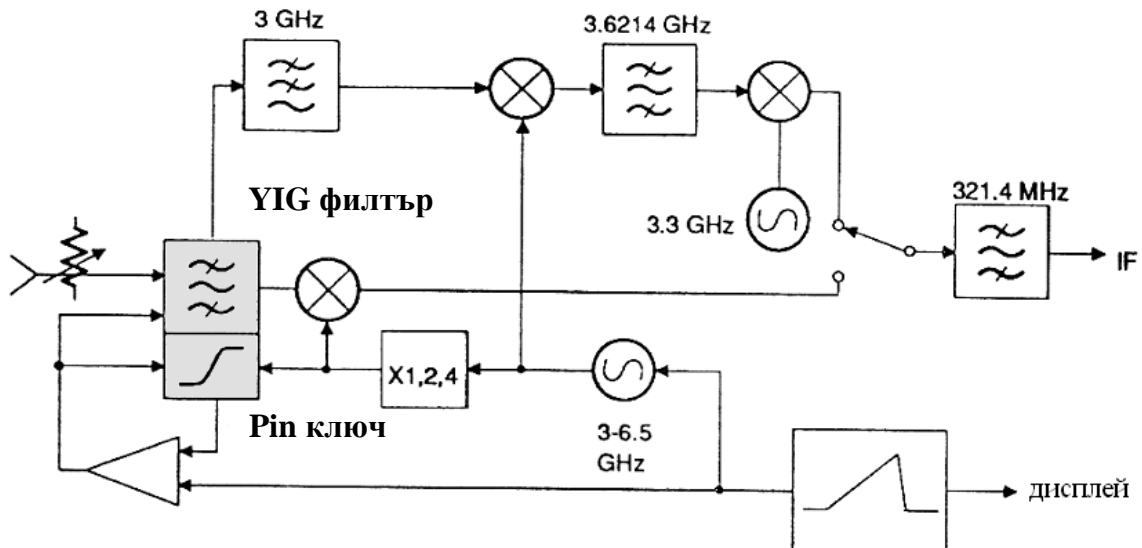 3 GHz
3.6214 GHz
YIG филтър
321.4 MHz
3.3 GHz
IF
X1,2,4
Pin ключ
3-6.5
GHz
дисплей